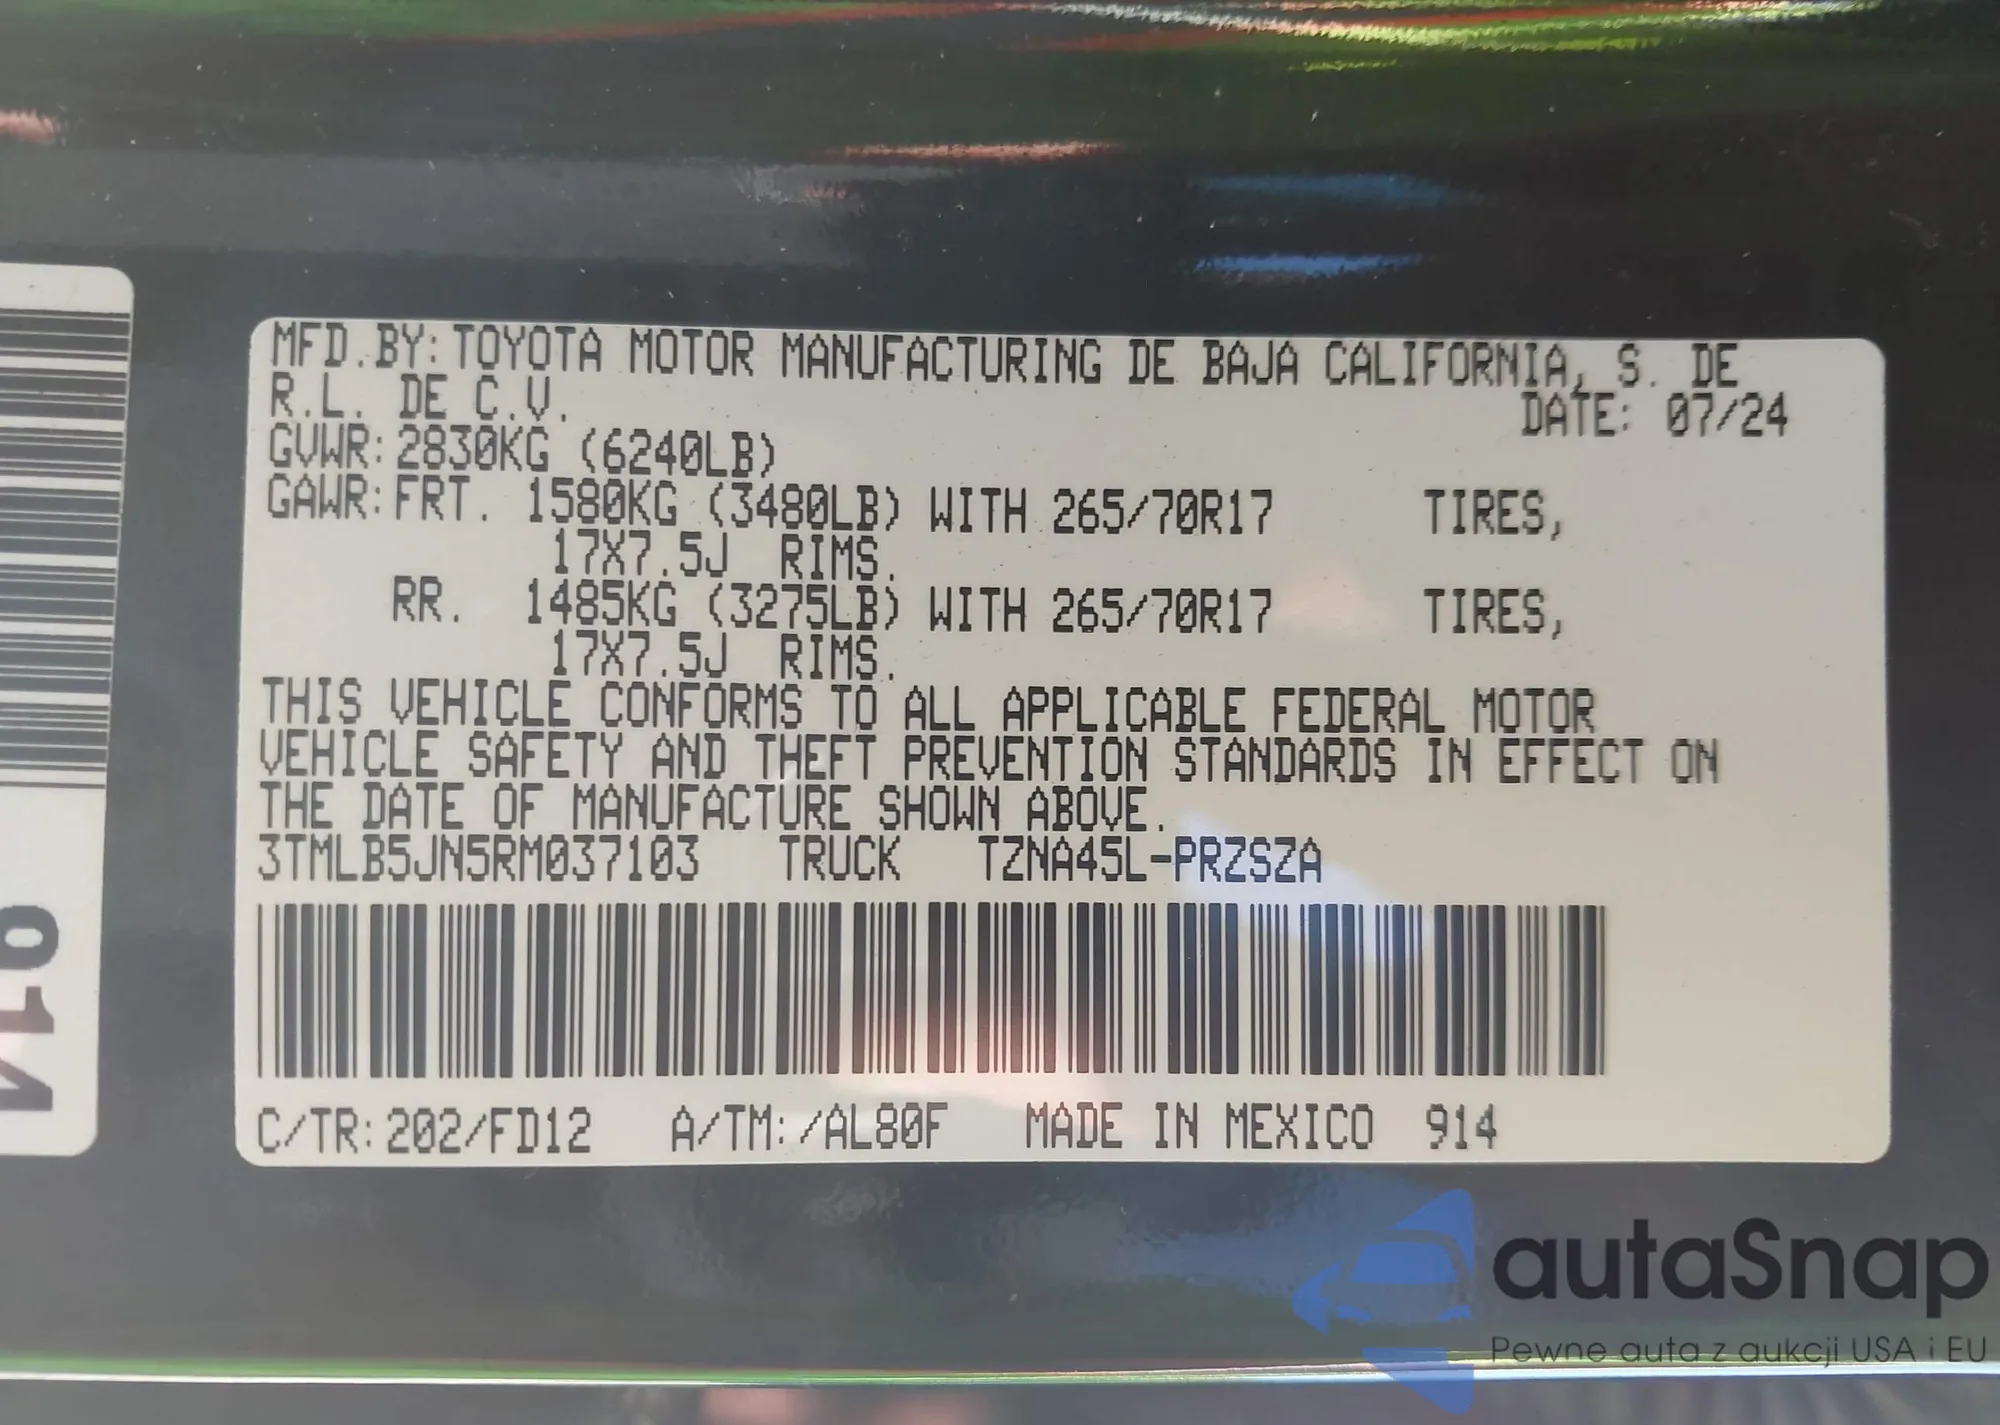 MFD.BY: TOYOTA MOTOR MANUFACTURING DE BAJA CALIFORNIA, S. DE
R.L. DE C.V. DATE: 07/24
GVWR: 2830KG (6240LB)
GAWR: FRT. 1580KG (3480LB) WITH 265/70R17 TIRES,
17X7.5J RIMS.
RR. 1485KG (3275LB) WITH 265/70R17 TIRES,
17X7.5J RIMS.
THIS VEHICLE CONFORMS TO ALL APPLICABLE FEDERAL MOTOR
VEHICLE SAFETY AND THEFT PREVENTION STANDARDS IN EFFECT ON
THE DATE OF MANUFACTURE SHOWN ABOVE.
3TMLB5JN5RM037103 TRUCK TZNA45L-PRZSZA
C/TR: 202/FD12 A/TM: /AL80F MADE IN MEXICO 914
914
autaSnap
Pewne auta z aukcji USA i EU